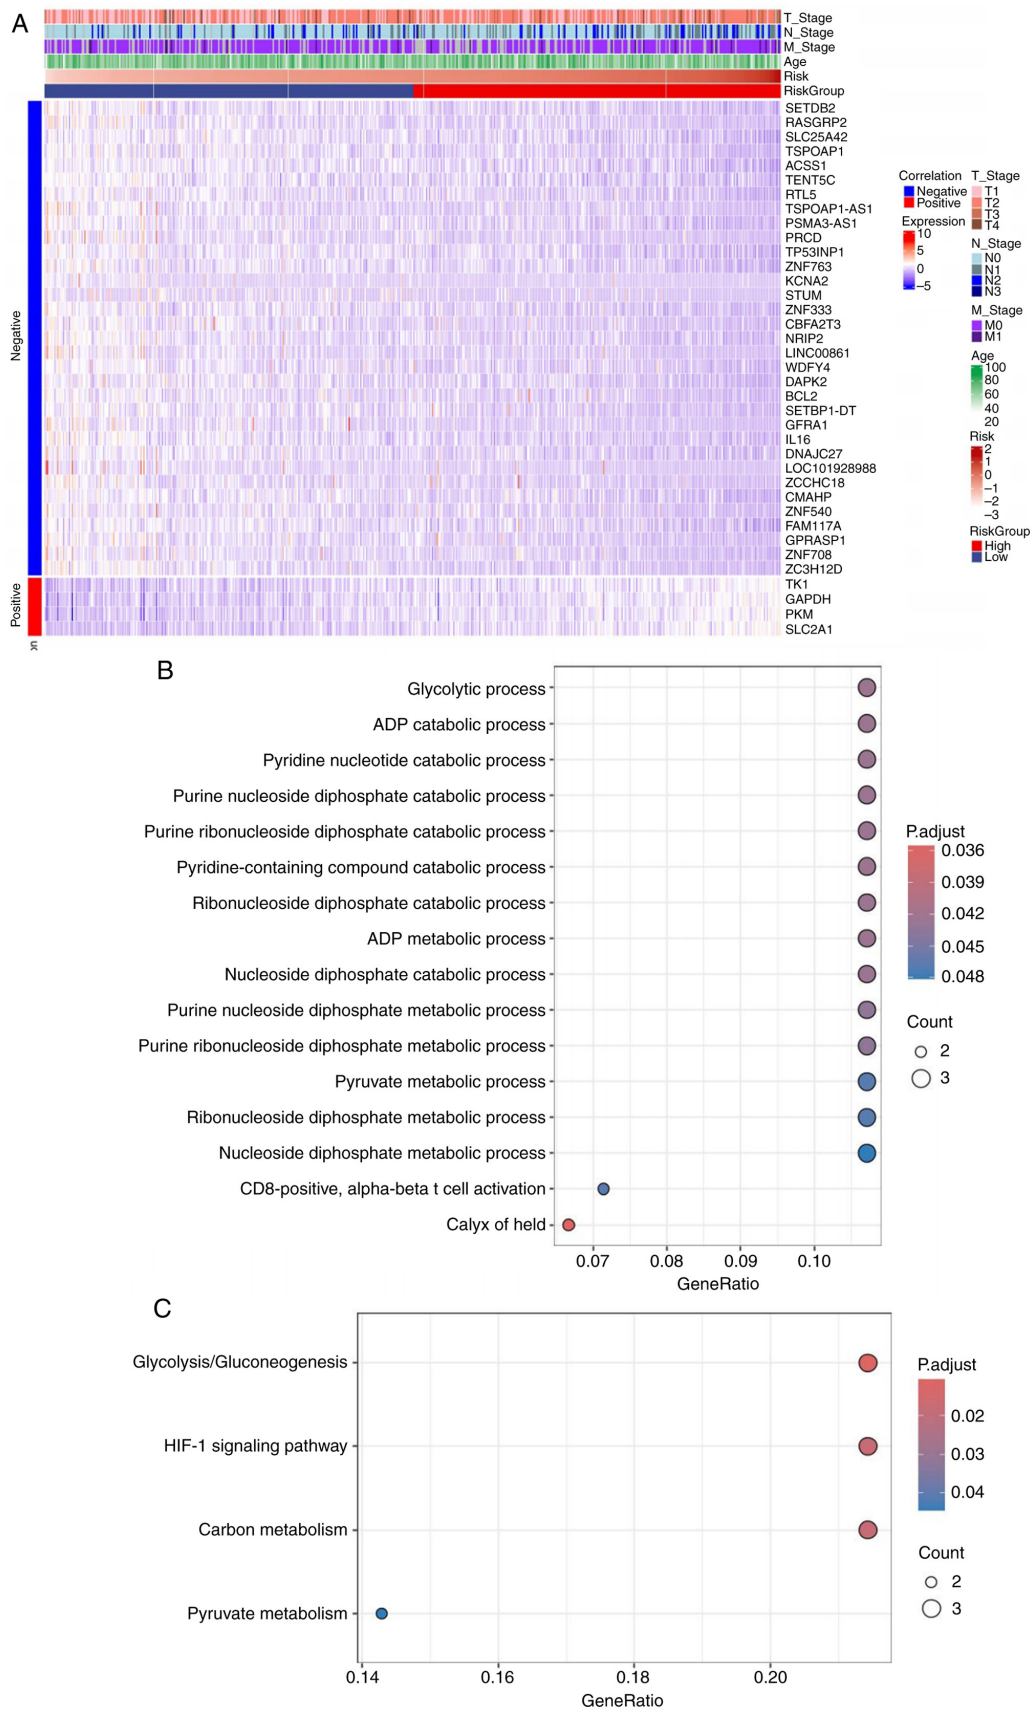 A
T_Stage
N_Stage
M_Stage
Age
Risk
RiskGroup
SETDB2
RASGRP2
SLC25A42
TSPOAP1
ACSS1
TENT5C
RTL5
TSPOAP1-AS1
PSMA3-AS1
PRCD
TP53INP1
ZNF763
KCNA2
STUM
ZNF333
CBFA2T3
NRIP2
LINC00861
WDFY4
DAPK2
BCL2
SETBP1-DT
GFRA1
IL16
DNAJC27
LOC101928988
ZCCHC18
CMAHP
ZNF540
FAM117A
GPRASP1
ZNF708
ZC3H12D
TK1
GAPDH
PKM
SLC2A1
Negative
Positive
Correlation
Negative
Positive
Expression
10
5
0
−5
T_Stage
T1
T2
T3
T4
N_Stage
N0
N1
N2
N3
M_Stage
M0
M1
Age
100
80
60
40
20
Risk
2
1
0
−1
−2
−3
RiskGroup
High
Low
B
Glycolytic process
ADP catabolic process
Pyridine nucleotide catabolic process
Purine nucleoside diphosphate catabolic process
Purine ribonucleoside diphosphate catabolic process
Pyridine-containing compound catabolic process
Ribonucleoside diphosphate catabolic process
ADP metabolic process
Nucleoside diphosphate catabolic process
Purine nucleoside diphosphate metabolic process
Purine ribonucleoside diphosphate metabolic process
Pyruvate metabolic process
Ribonucleoside diphosphate metabolic process
Nucleoside diphosphate metabolic process
CD8-positive, alpha-beta t cell activation
Calyx of held
0.07 0.08 0.09 0.10
GeneRatio
P.adjust
0.036
0.039
0.042
0.045
0.048
Count
2
3
C
Glycolysis/Gluconeogenesis
HIF-1 signaling pathway
Carbon metabolism
Pyruvate metabolism
0.14 0.16 0.18 0.20
GeneRatio
P.adjust
0.02
0.03
0.04
Count
2
3